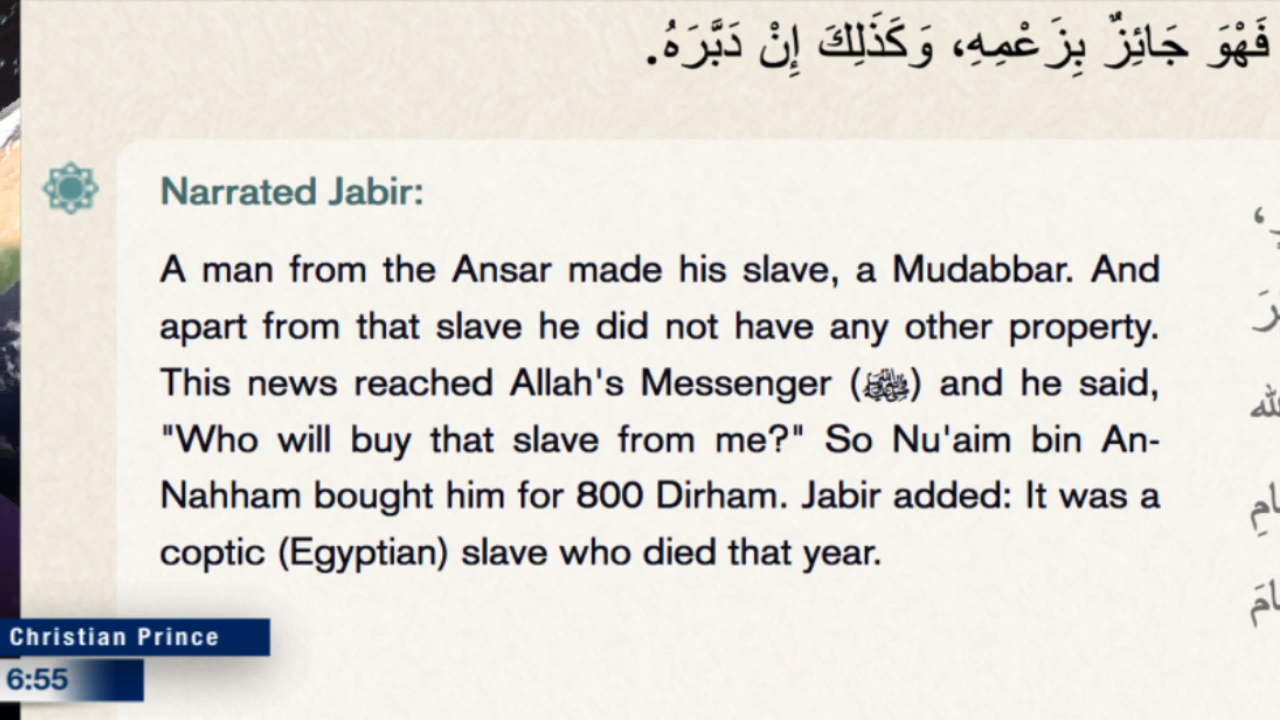 فَهْوَ جَائِزٌ بِزَعْمِهِ، وَكَذَلِكَ إِنْ دَبَّرَهُ.
Narrated Jabir:
A man from the Ansar made his slave, a Mudabbar. And
apart from that slave he did not have any other property.
This news reached Allah's Messenger (ﷺ) and he said,
"Who will buy that slave from me?" So Nu'aim bin An-
Nahham bought him for 800 Dirham. Jabir added: It was a
coptic (Egyptian) slave who died that year.
Christian Prince
6:55